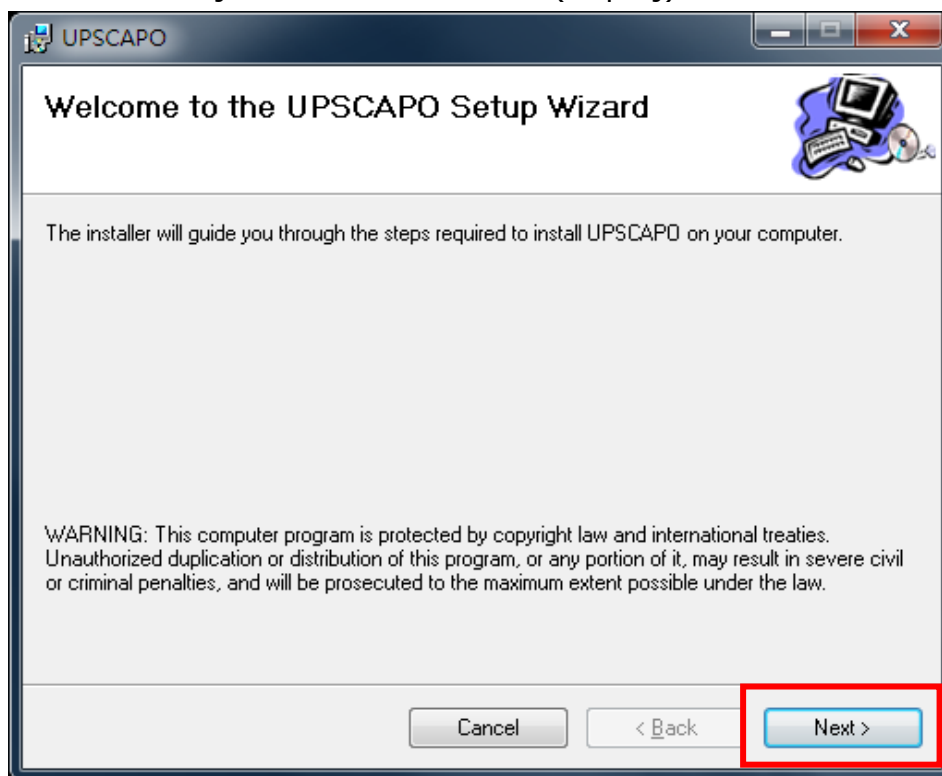 UPSCAPO
Welcome to the UPSCAPO Setup Wizard
The installer will guide you through the steps required to install UPSCAPO on your computer.
WARNING: This computer program is protected by copyright law and international treaties.
Unauthorized duplication or distribution of this program, or any portion of it, may result in severe civil
or criminal penalties, and will be prosecuted to the maximum extent possible under the law.
Cancel
< Back
Next >